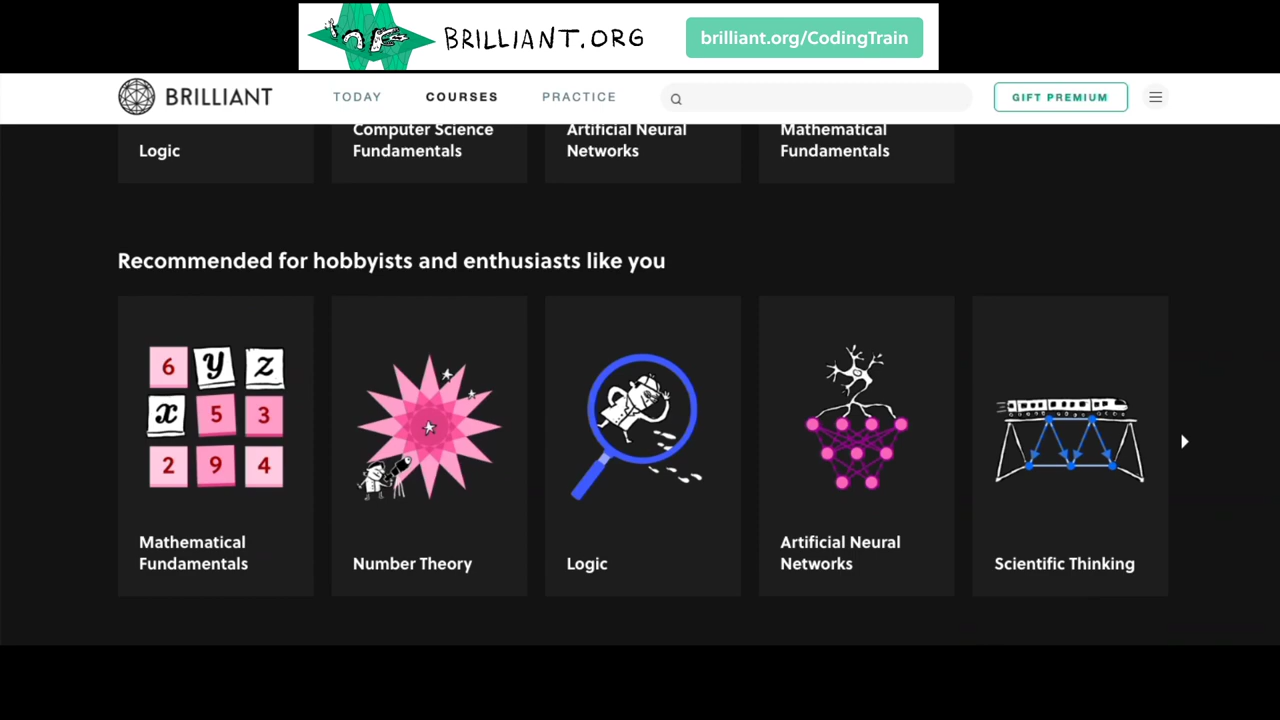 BRILLIANT.ORG
brilliant.org/CodingTrain
BRILLIANT
TODAY
COURSES
PRACTICE
GIFT PREMIUM
Logic
Computer Science
Fundamentals
Artificial Neural
Networks
Mathematical
Fundamentals
Recommended for hobbyists and enthusiasts like you
6 y z
x 5 3
2 9 4
Mathematical
Fundamentals
Number Theory
Logic
Artificial Neural
Networks
Scientific Thinking